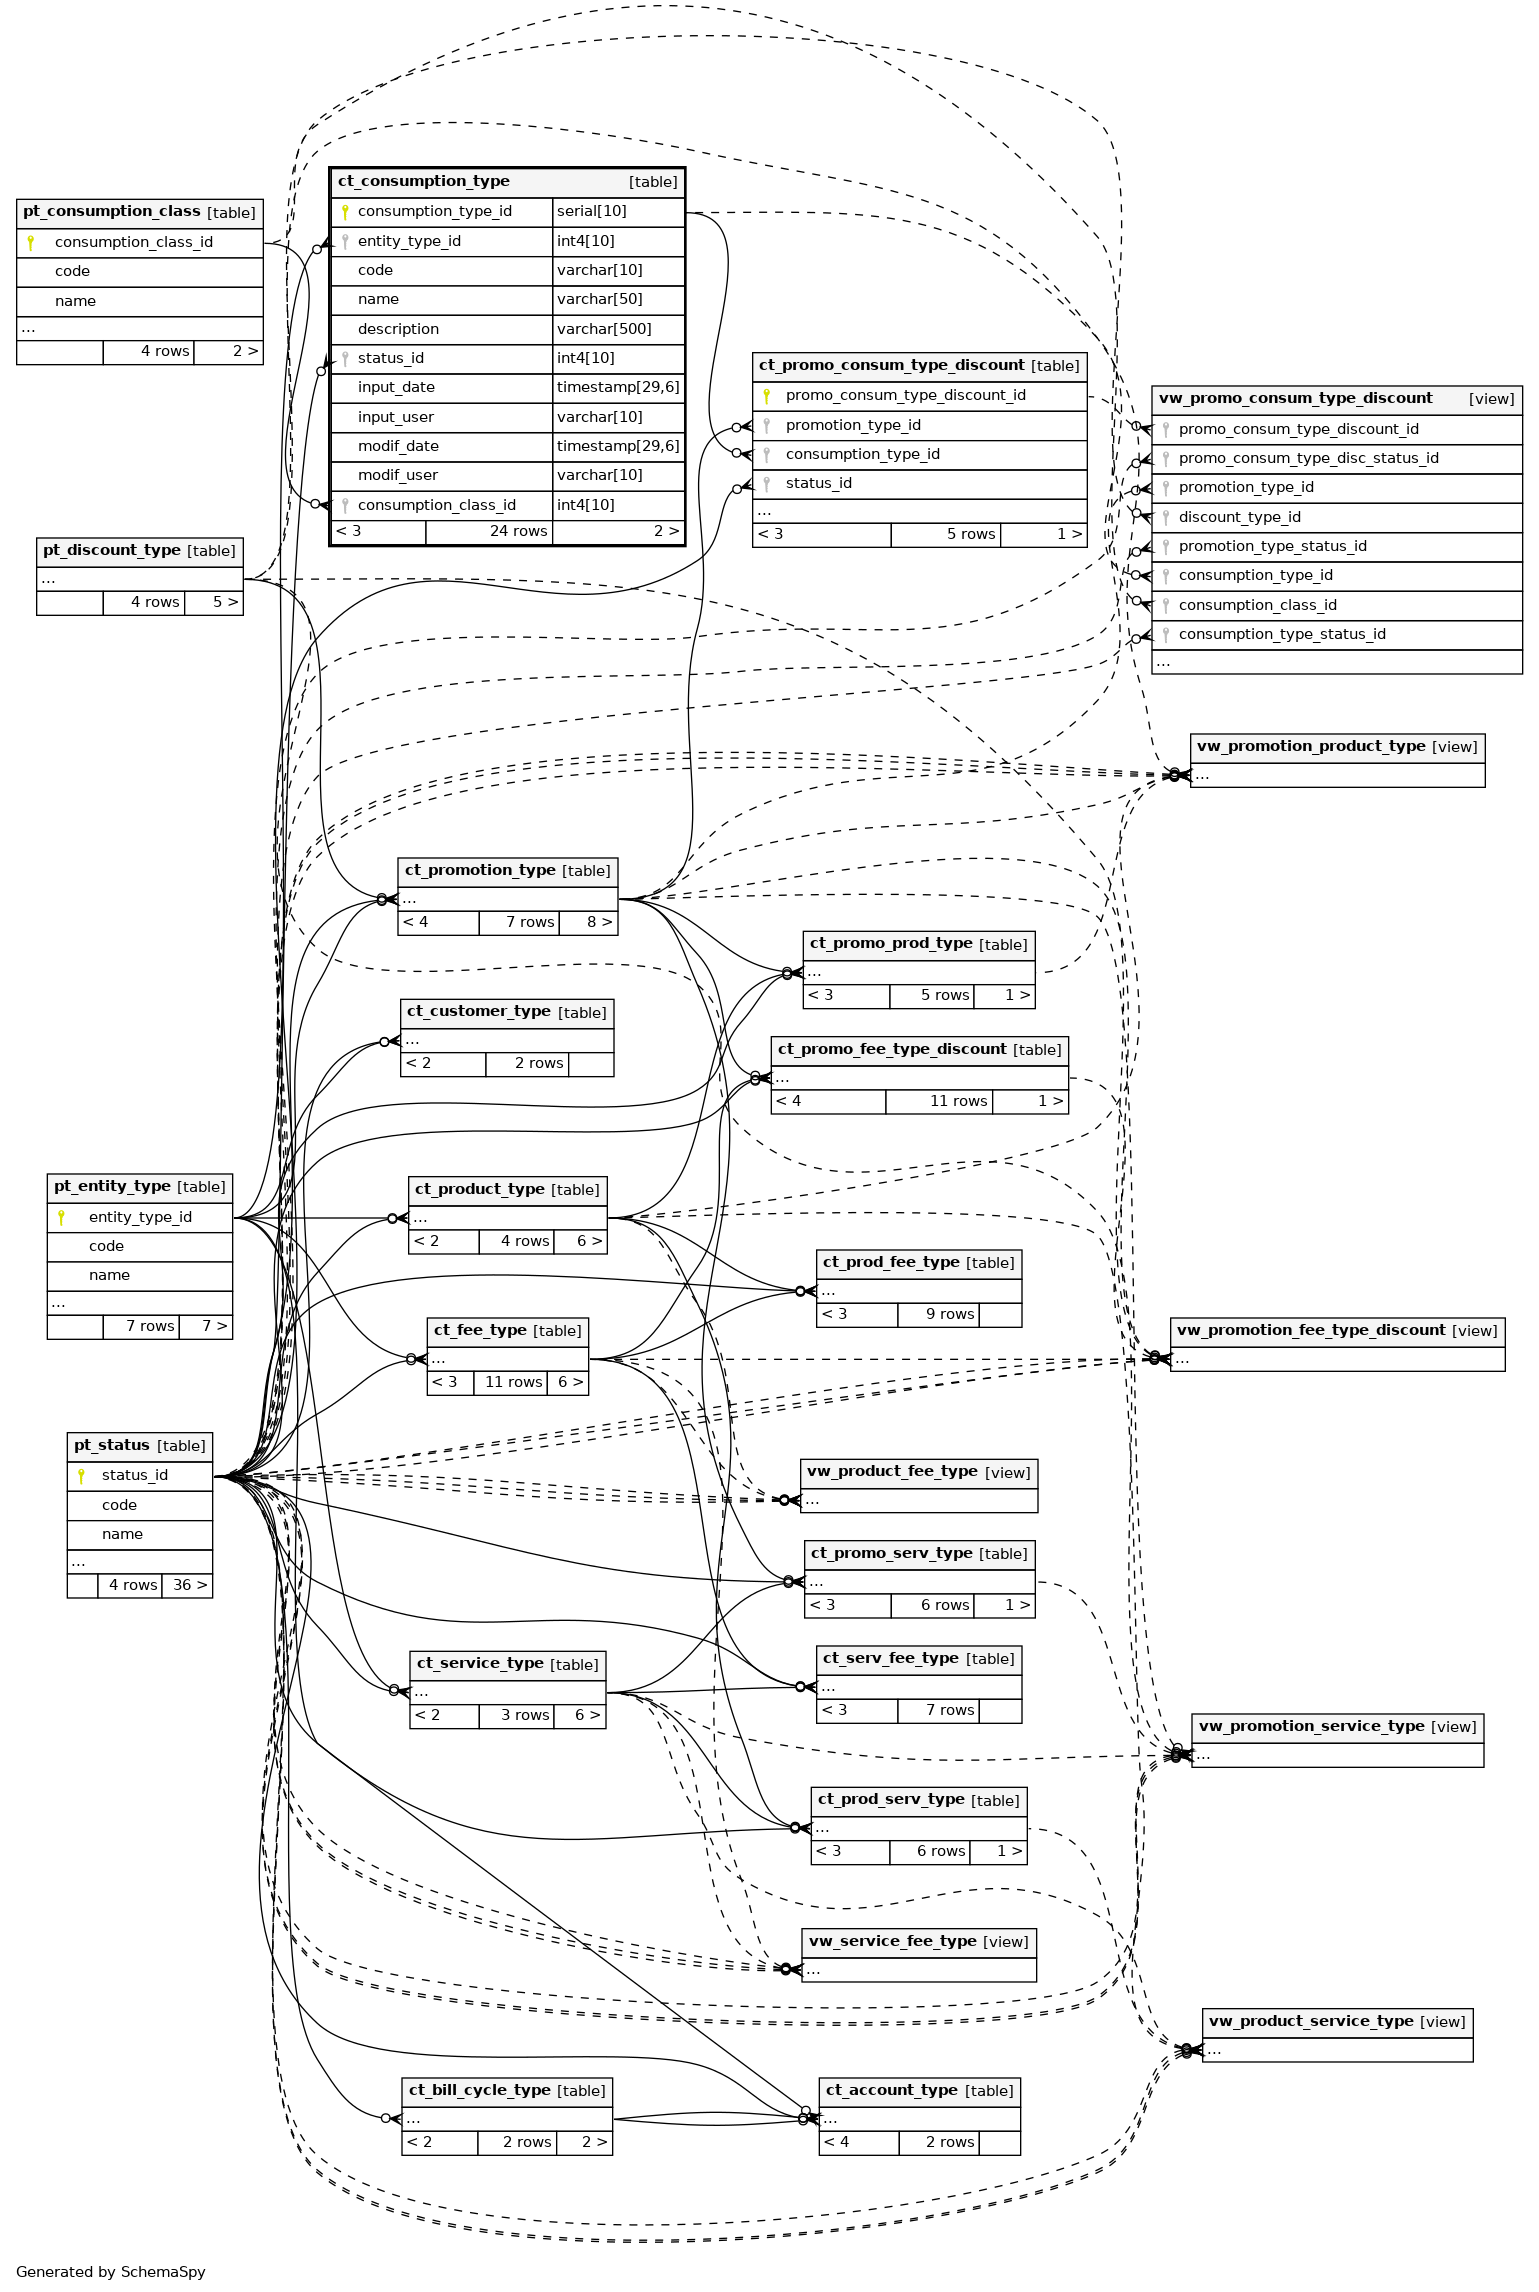 pt_consumption_class [table]
consumption_class_id
code
name
...
4 rows 2 >
ct_consumption_type [table]
consumption_type_id serial[10]
entity_type_id int4[10]
code varchar[10]
name varchar[50]
description varchar[500]
status_id int4[10]
input_date timestamp[29,6]
input_user varchar[10]
modif_date timestamp[29,6]
modif_user varchar[10]
consumption_class_id int4[10]
< 3 24 rows 2 >
ct_promo_consum_type_discount [table]
promo_consum_type_discount_id
promotion_type_id
consumption_type_id
status_id
...
< 3 5 rows 1 >
vw_promo_consum_type_discount [view]
promo_consum_type_discount_id
promo_consum_type_disc_status_id
promotion_type_id
discount_type_id
promotion_type_status_id
consumption_type_id
consumption_class_id
consumption_type_status_id
...
pt_discount_type [table]
...
4 rows 5 >
vw_promotion_product_type [view]
...
ct_promotion_type [table]
...
< 4 7 rows 8 >
ct_promo_prod_type [table]
...
< 3 5 rows 1 >
ct_customer_type [table]
...
< 2 2 rows
ct_promo_fee_type_discount [table]
...
< 4 11 rows 1 >
pt_entity_type [table]
entity_type_id
code
name
...
7 rows 7 >
ct_product_type [table]
...
< 2 4 rows 6 >
ct_prod_fee_type [table]
...
< 3 9 rows
ct_fee_type [table]
...
< 3 11 rows 6 >
vw_promotion_fee_type_discount [view]
...
pt_status [table]
status_id
code
name
...
4 rows 36 >
vw_product_fee_type [view]
...
ct_promo_serv_type [table]
...
< 3 6 rows 1 >
ct_service_type [table]
...
< 2 3 rows 6 >
ct_serv_fee_type [table]
...
< 3 7 rows
vw_promotion_service_type [view]
...
ct_prod_serv_type [table]
...
< 3 6 rows 1 >
vw_service_fee_type [view]
...
vw_product_service_type [view]
...
ct_bill_cycle_type [table]
...
< 2 2 rows 2 >
ct_account_type [table]
...
< 4 2 rows
Generated by SchemaSpy